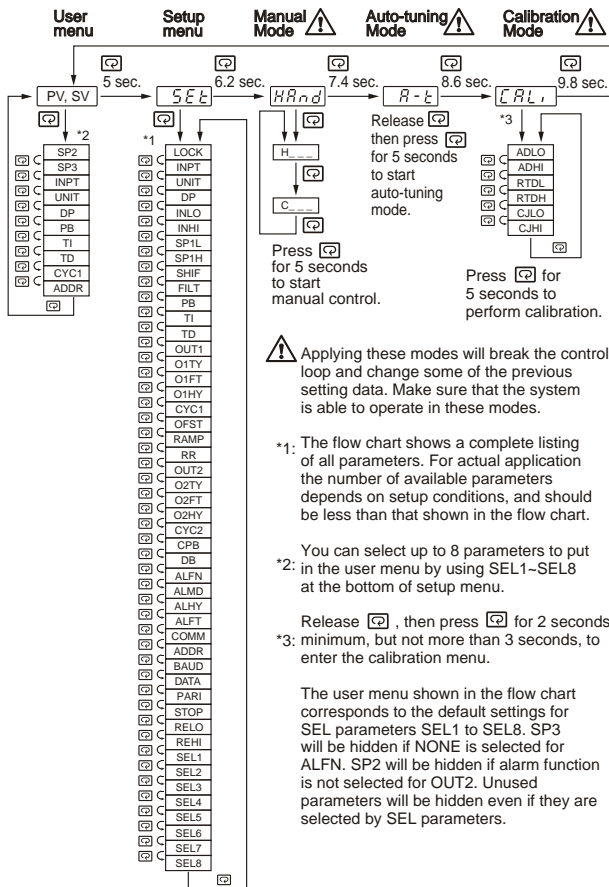 User menu
Setup menu
Manual Mode
Auto-tuning Mode
Calibration Mode
5 sec.
6.2 sec.
7.4 sec.
8.6 sec.
9.8 sec.
PV, SV
SEt
HAnd
A-t
CALi
*2
SP2
SP3
INPT
UNIT
DP
PB
TI
TD
CYC1
ADDR
*1
LOCK
INPT
UNIT
DP
INLO
INHI
SP1L
SP1H
SHIF
FILT
PB
TI
TD
OUT1
O1TY
O1FT
O1HY
CYC1
OFST
RAMP
RR
OUT2
O2TY
O2FT
O2HY
CYC2
CPB
DB
ALFN
ALMD
ALHY
ALFT
COMM
ADDR
BAUD
DATA
PARI
STOP
RELO
REHI
SEL1
SEL2
SEL3
SEL4
SEL5
SEL6
SEL7
SEL8
H_ _ _
C_ _ _
Press
for 5 seconds
to start
manual control.
Release
then press
for 5 seconds
to start
auto-tuning
mode.
*3
ADLO
ADHI
RTDL
RTDH
CJLO
CJHI
Press for
5 seconds to
perform calibration.
Applying these modes will break the control
loop and change some of the previous
setting data. Make sure that the system
is able to operate in these modes.
*1: The flow chart shows a complete listing
of all parameters. For actual application
the number of available parameters
depends on setup conditions, and should
be less than that shown in the flow chart.
You can select up to 8 parameters to put
*2: in the user menu by using SEL1~SEL8
at the bottom of setup menu.
Release , then press for 2 seconds
*3: minimum, but not more than 3 seconds, to
enter the calibration menu.
The user menu shown in the flow chart
corresponds to the default settings for
SEL parameters SEL1 to SEL8. SP3
will be hidden if NONE is selected for
ALFN. SP2 will be hidden if alarm function
is not selected for OUT2. Unused
parameters will be hidden even if they are
selected by SEL parameters.